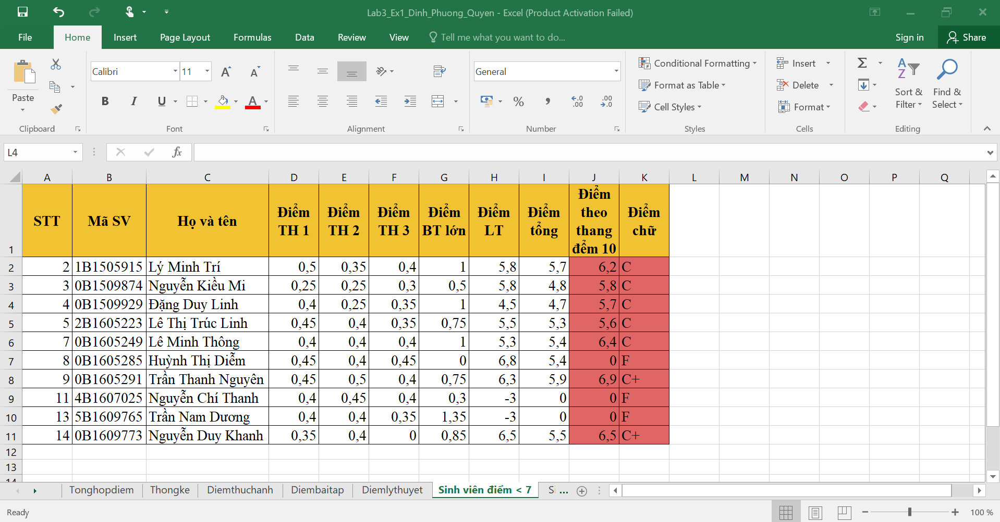 Lab3_Ex1_Dinh_Phuong_Quyen - Excel (Product Activation Failed)
File Home Insert Page Layout Formulas Data Review View Tell me what you want to do... Sign in Share
Paste
Clipboard
Calibri 11
B I U A
Font
Alignment
General
% , ←.0 .00 .00 →.0
Number
Conditional Formatting
Format as Table
Cell Styles
Styles
Insert
Delete
Format
Cells
Σ
Sort & Filter
Find & Select
Editing
L4 fx
A B C D E F G H I J K L M N O P Q
1 STT Mã SV Họ và tên Điểm TH 1 Điểm TH 2 Điểm TH 3 Điểm BT lớn Điểm LT Điểm tổng Điểm theo thang đểm 10 Điểm chữ
2 2 1B1505915 Lý Minh Trí 0,5 0,35 0,4 1 5,8 5,7 6,2 C
3 3 0B1509874 Nguyễn Kiều Mi 0,25 0,25 0,3 0,5 5,8 4,8 5,8 C
4 4 0B1509929 Đặng Duy Linh 0,4 0,25 0,35 1 4,5 4,7 5,7 C
5 5 2B1605223 Lê Thị Trúc Linh 0,45 0,4 0,35 0,75 5,5 5,3 5,6 C
6 7 0B1605249 Lê Minh Thông 0,4 0,4 0,4 1 5,3 5,4 6,4 C
7 8 0B1605285 Huỳnh Thị Diễm 0,45 0,4 0,45 0 6,8 5,4 0 F
8 9 0B1605291 Trần Thanh Nguyên 0,45 0,5 0,4 0,75 6,3 5,9 6,9 C+
9 11 4B1607025 Nguyễn Chí Thanh 0,4 0,45 0,4 0,3 -3 0 0 F
10 13 5B1609765 Trần Nam Dương 0,4 0,4 0,35 1,35 -3 0 0 F
11 14 0B1609773 Nguyễn Duy Khanh 0,35 0,4 0 0,85 6,5 5,5 6,5 C+
12
13
14
Tonghopdiem Thongke Diemthuchanh Diembaitap Diemlythuyet Sinh viên điểm < 7 Si ...
Ready 100 %